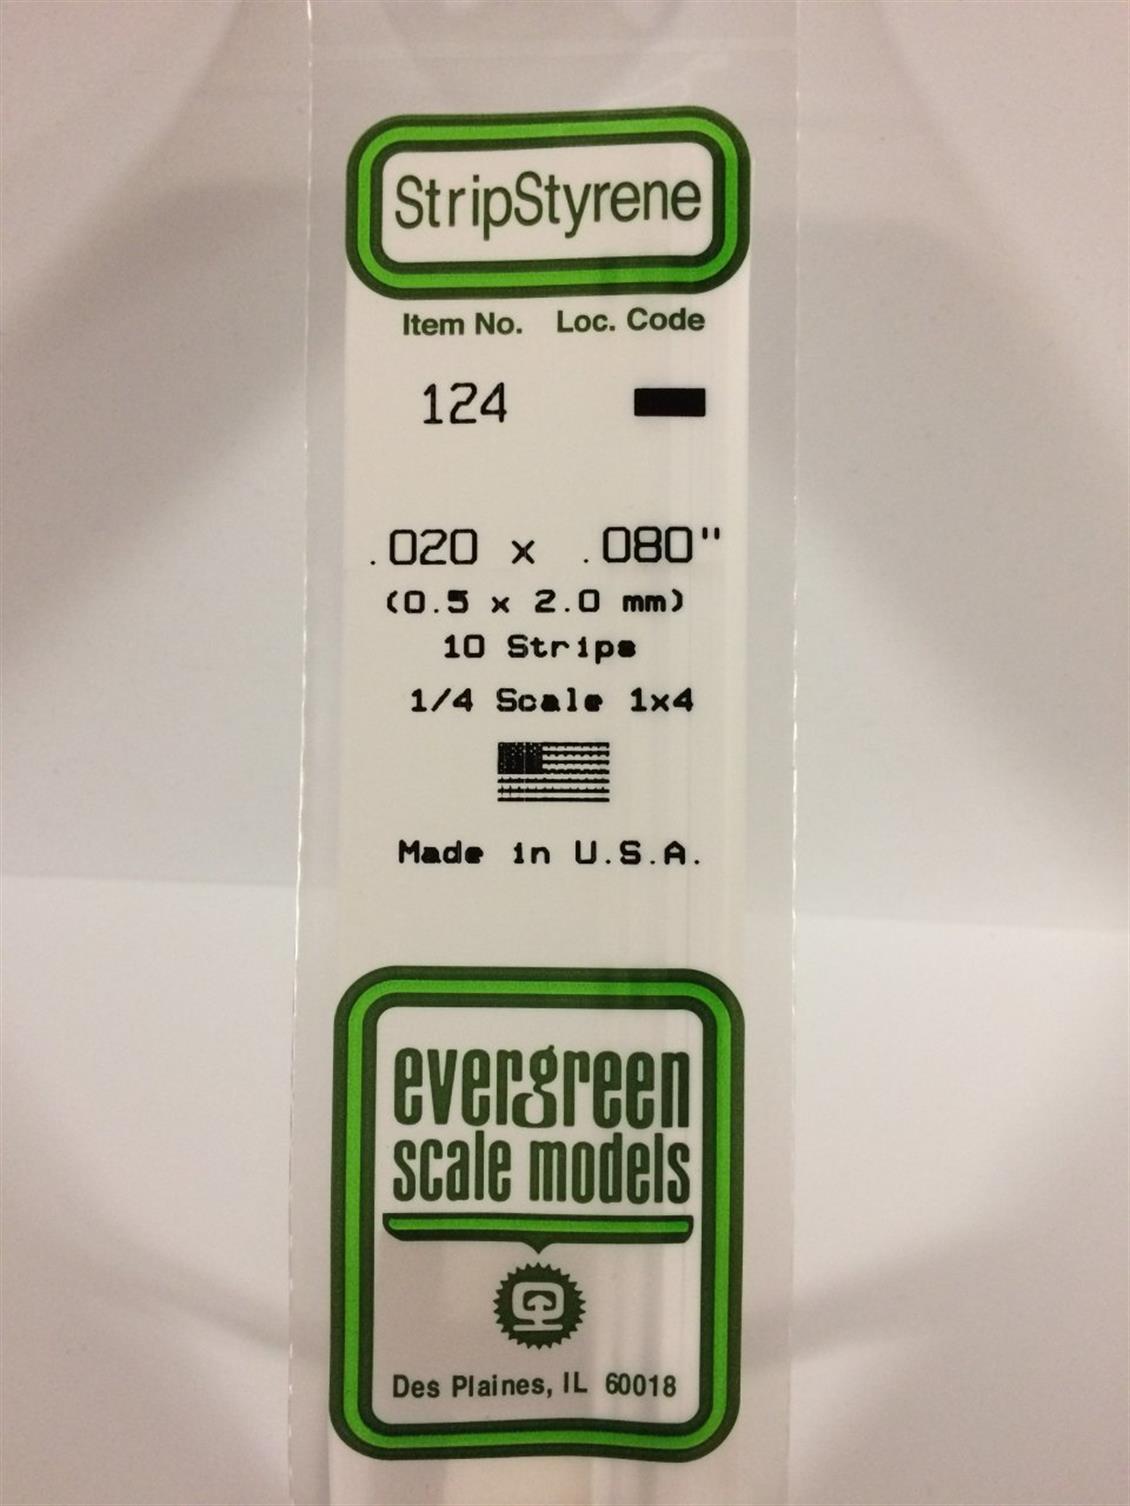 StripStyrene
Item No. Loc. Code
124
.020 x .080"
(0.5 x 2.0 mm)
10 Strips
1/4 Scale 1x4
Made in U.S.A.
evergreen
scale models
Des Plaines, IL 60018